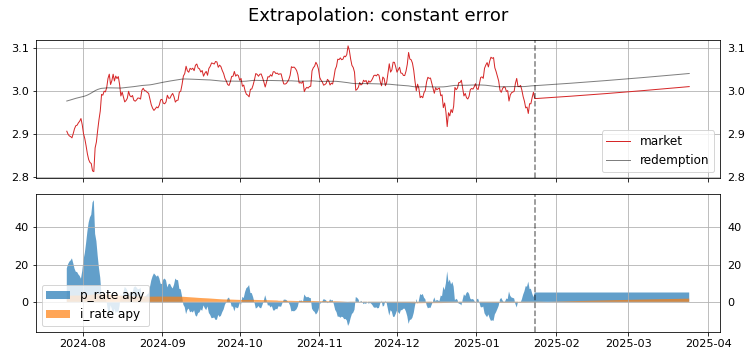 Extrapolation: constant error
3.1 3.1
3.0 3.0
2.9 2.9
2.8 2.8
market
redemption
40 40
20 20
0 0
p_rate apy
i_rate apy
2024-08 2024-09 2024-10 2024-11 2024-12 2025-01 2025-02 2025-03 2025-04